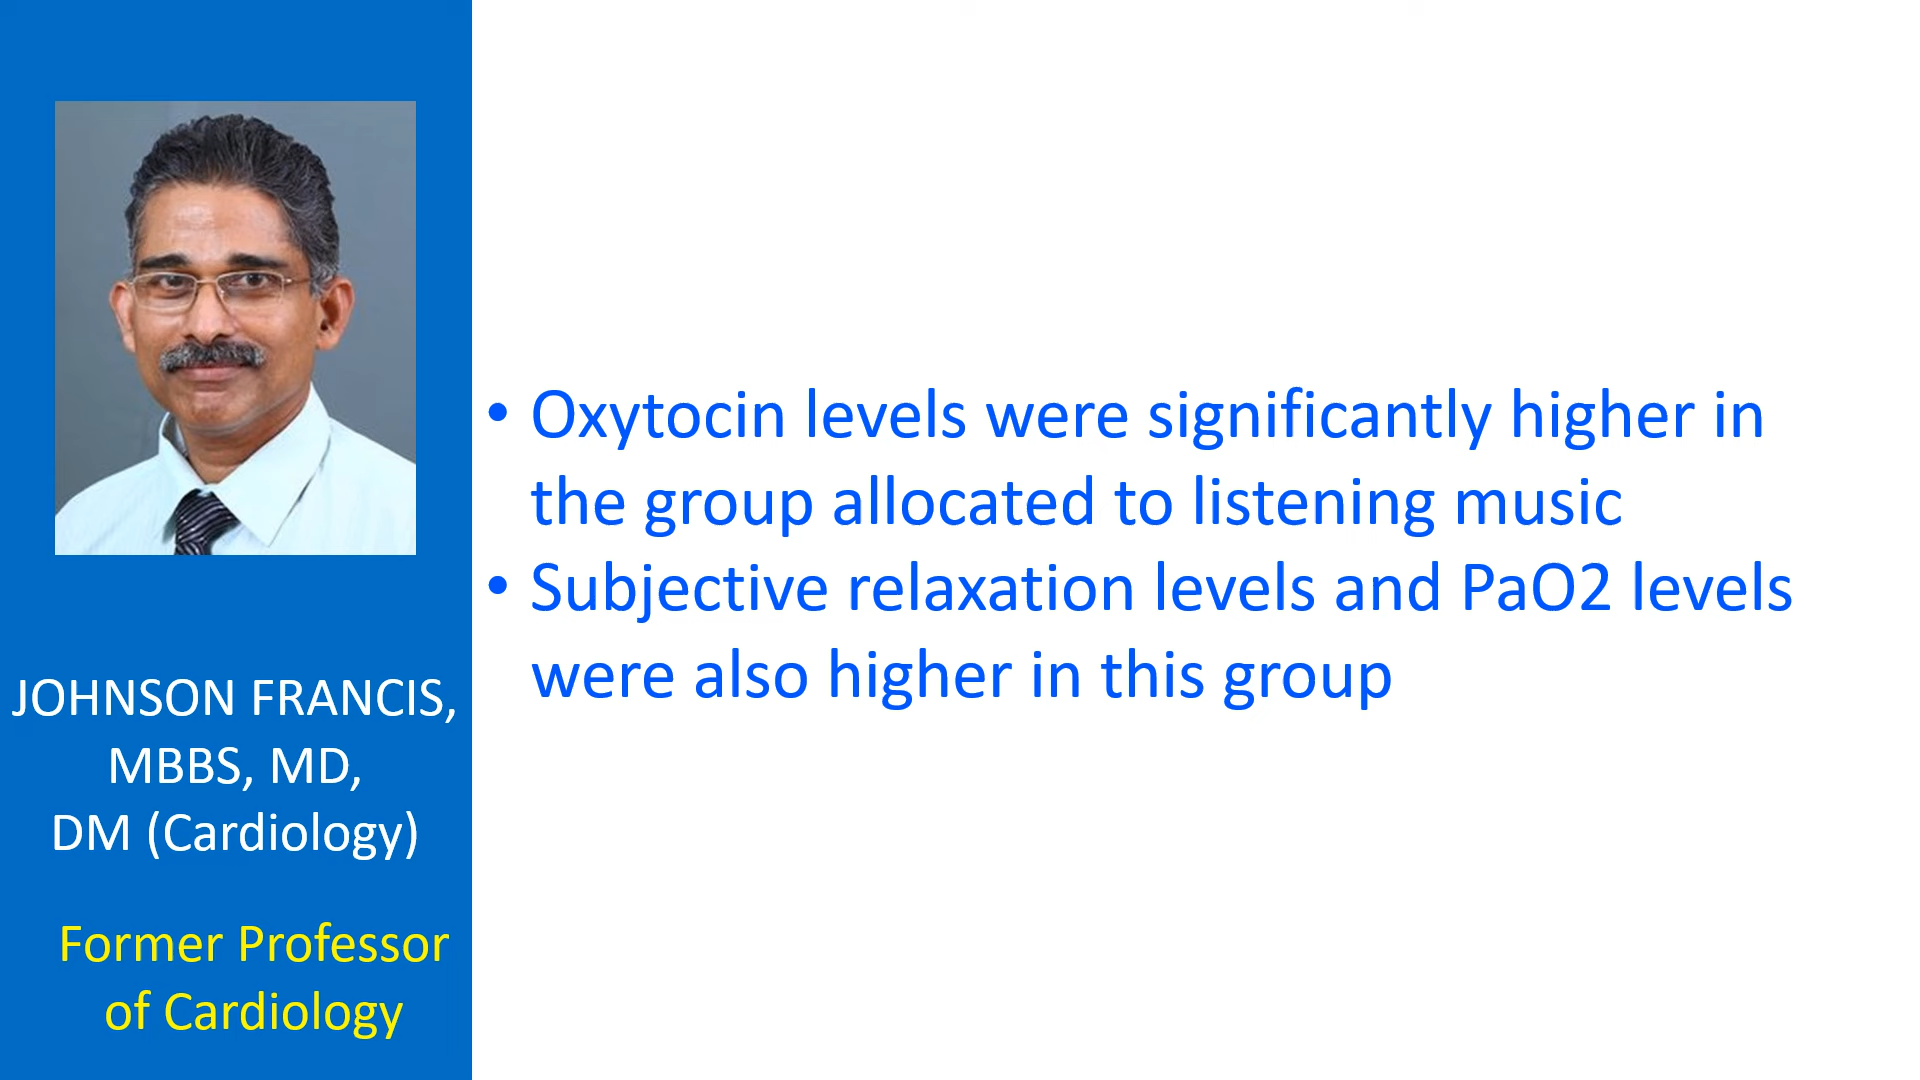 JOHNSON FRANCIS,
MBBS, MD,
DM (Cardiology)
Former Professor
of Cardiology
• Oxytocin levels were significantly higher in
the group allocated to listening music
• Subjective relaxation levels and PaO2 levels
were also higher in this group